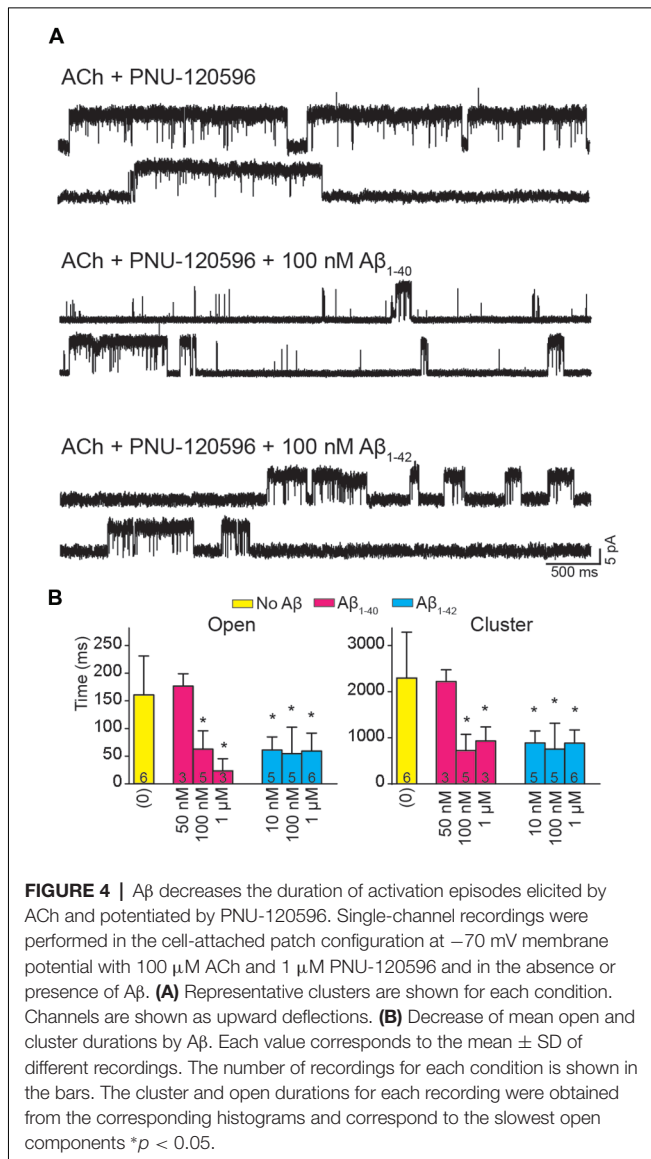 A
ACh + PNU-120596
ACh + PNU-120596 + 100 nM Aβ1-40
ACh + PNU-120596 + 100 nM Aβ1-42
5 pA
500 ms
B
No Aβ Aβ1-40 Aβ1-42
Open Cluster
Time (ms)
250
200
150
100
50
0
6 3 5 3 5 5 6
(0) 50 nM 100 nM 1 µM 10 nM 100 nM 1 µM
* * * * *
3000
2000
1000
0
6 3 5 3 5 5 6
(0) 50 nM 100 nM 1 µM 10 nM 100 nM 1 µM
* * * * *
FIGURE 4 | Aβ decreases the duration of activation episodes elicited by
ACh and potentiated by PNU-120596. Single-channel recordings were
performed in the cell-attached patch configuration at −70 mV membrane
potential with 100 µM ACh and 1 µM PNU-120596 and in the absence or
presence of Aβ. (A) Representative clusters are shown for each condition.
Channels are shown as upward deflections. (B) Decrease of mean open and
cluster durations by Aβ. Each value corresponds to the mean ± SD of
different recordings. The number of recordings for each condition is shown in
the bars. The cluster and open durations for each recording were obtained
from the corresponding histograms and correspond to the slowest open
components *p < 0.05.